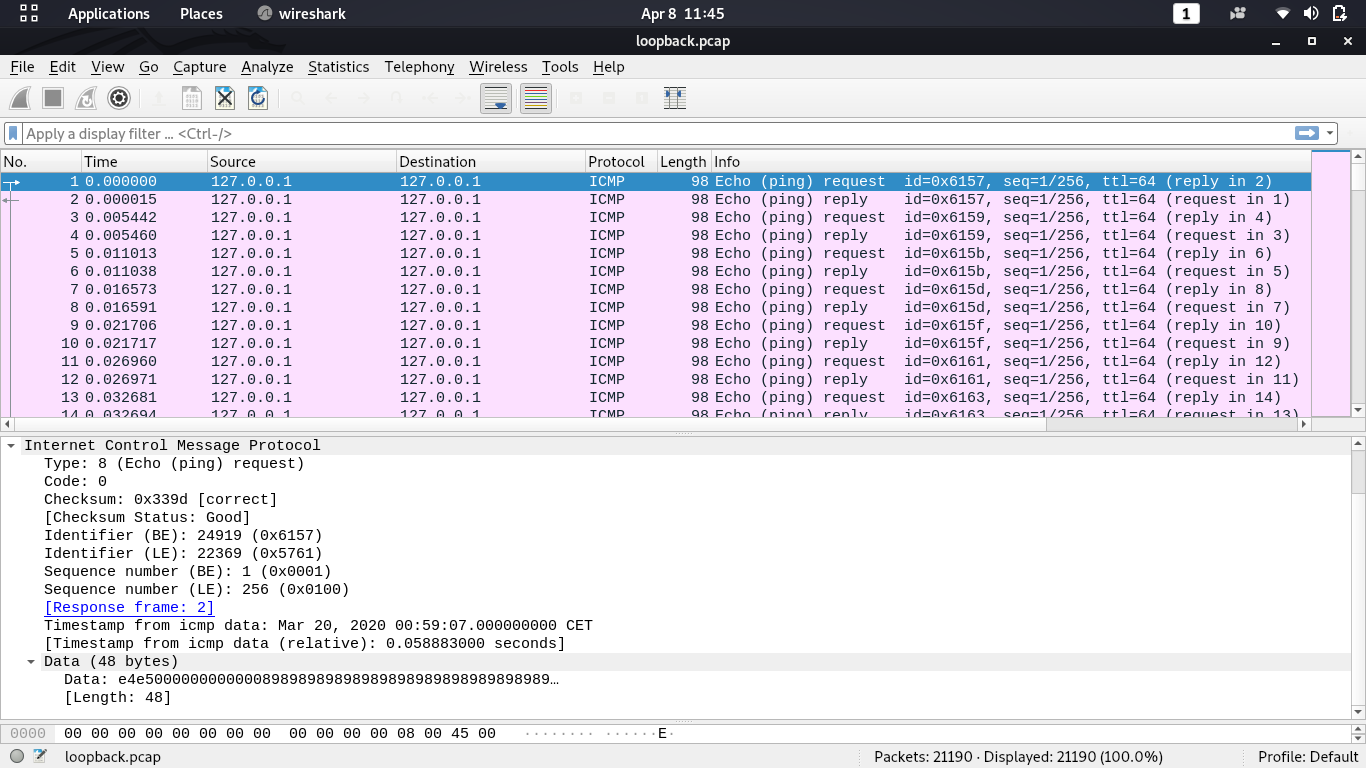 Applications Places wireshark Apr 8 11:45 1
loopback.pcap
File Edit View Go Capture Analyze Statistics Telephony Wireless Tools Help
Apply a display filter ... <Ctrl-/>
No. Time Source Destination Protocol Length Info
1 0.000000 127.0.0.1 127.0.0.1 ICMP 98 Echo (ping) request id=0x6157, seq=1/256, ttl=64 (reply in 2)
2 0.000015 127.0.0.1 127.0.0.1 ICMP 98 Echo (ping) reply id=0x6157, seq=1/256, ttl=64 (request in 1)
3 0.005442 127.0.0.1 127.0.0.1 ICMP 98 Echo (ping) request id=0x6159, seq=1/256, ttl=64 (reply in 4)
4 0.005460 127.0.0.1 127.0.0.1 ICMP 98 Echo (ping) reply id=0x6159, seq=1/256, ttl=64 (request in 3)
5 0.011013 127.0.0.1 127.0.0.1 ICMP 98 Echo (ping) request id=0x615b, seq=1/256, ttl=64 (reply in 6)
6 0.011038 127.0.0.1 127.0.0.1 ICMP 98 Echo (ping) reply id=0x615b, seq=1/256, ttl=64 (request in 5)
7 0.016573 127.0.0.1 127.0.0.1 ICMP 98 Echo (ping) request id=0x615d, seq=1/256, ttl=64 (reply in 8)
8 0.016591 127.0.0.1 127.0.0.1 ICMP 98 Echo (ping) reply id=0x615d, seq=1/256, ttl=64 (request in 7)
9 0.021706 127.0.0.1 127.0.0.1 ICMP 98 Echo (ping) request id=0x615f, seq=1/256, ttl=64 (reply in 10)
10 0.021717 127.0.0.1 127.0.0.1 ICMP 98 Echo (ping) reply id=0x615f, seq=1/256, ttl=64 (request in 9)
11 0.026960 127.0.0.1 127.0.0.1 ICMP 98 Echo (ping) request id=0x6161, seq=1/256, ttl=64 (reply in 12)
12 0.026971 127.0.0.1 127.0.0.1 ICMP 98 Echo (ping) reply id=0x6161, seq=1/256, ttl=64 (request in 11)
13 0.032681 127.0.0.1 127.0.0.1 ICMP 98 Echo (ping) request id=0x6163, seq=1/256, ttl=64 (reply in 14)
14 0.032694 127.0.0.1 127.0.0.1 ICMP 98 Echo (ping) reply id=0x6163, seq=1/256, ttl=64 (request in 13)
Internet Control Message Protocol
Type: 8 (Echo (ping) request)
Code: 0
Checksum: 0x339d [correct]
[Checksum Status: Good]
Identifier (BE): 24919 (0x6157)
Identifier (LE): 22369 (0x5761)
Sequence number (BE): 1 (0x0001)
Sequence number (LE): 256 (0x0100)
[Response frame: 2]
Timestamp from icmp data: Mar 20, 2020 00:59:07.000000000 CET
[Timestamp from icmp data (relative): 0.058883000 seconds]
Data (48 bytes)
Data: e4e5000000000000898989898989898989898989898989…
[Length: 48]
0000 00 00 00 00 00 00 00 00 00 00 00 00 08 00 45 00 ········ ······E·
loopback.pcap Packets: 21190 · Displayed: 21190 (100.0%) Profile: Default